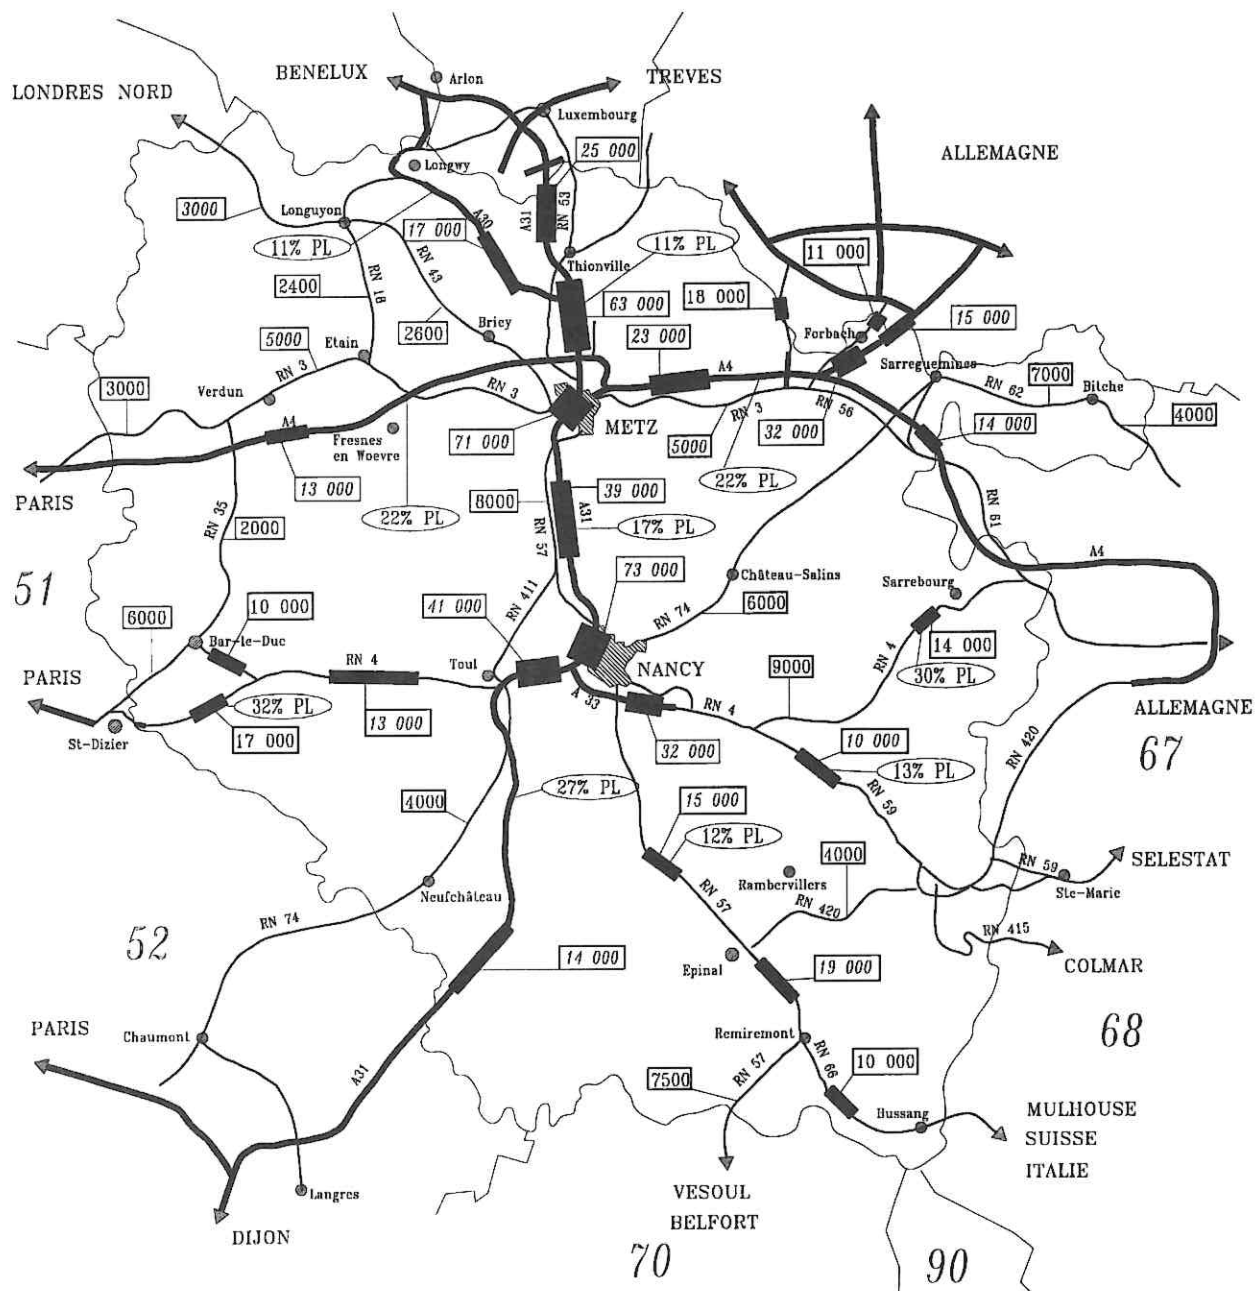 BENELUX
Arlon
TREVES
LONDRES NORD
Luxembourg
25 000
ALLEMAGNE
Longwy
3000
Longuyon
A30
A31
RN 53
17 000
11% PL
11% PL
11 000
Thionville
RN 43
RN 18
2400
18 000
63 000
15 000
2600
Briey
23 000
Forbach
5000
Etain
A4
Sarreguemines
3000
RN 3
RN 3
RN 62
7000
Bitche
Verdun
RN 3
RN 56
4000
A4
METZ
14 000
Fresnes
en Woevre
71 000
5000
32 000
PARIS
13 000
22% PL
22% PL
39 000
8000
A31
17% PL
RN 61
RN 35
2000
RN 57
A4
73 000
51
Château-Salins
Sarrebourg
RN 411
6000
10 000
41 000
RN 74
6000
Bar-le-Duc
RN 4
14 000
RN 4
Toul
NANCY
9000
30% PL
PARIS
32% PL
A 33
RN 4
ALLEMAGNE
St-Dizier
17 000
13 000
32 000
10 000
RN 420
67
13% PL
27% PL
RN 59
4000
15 000
12% PL
4000
SELESTAT
RN 59
Rambervillers
Ste-Marie
Neufchâteau
RN 57
RN 420
RN 74
RN 415
52
14 000
Epinal
19 000
COLMAR
PARIS
Chaumont
Remiremont
68
RN 57
RN 66
A31
7500
10 000
Bussang
MULHOUSE
SUISSE
ITALIE
Langres
VESOUL
BELFORT
DIJON
70
90